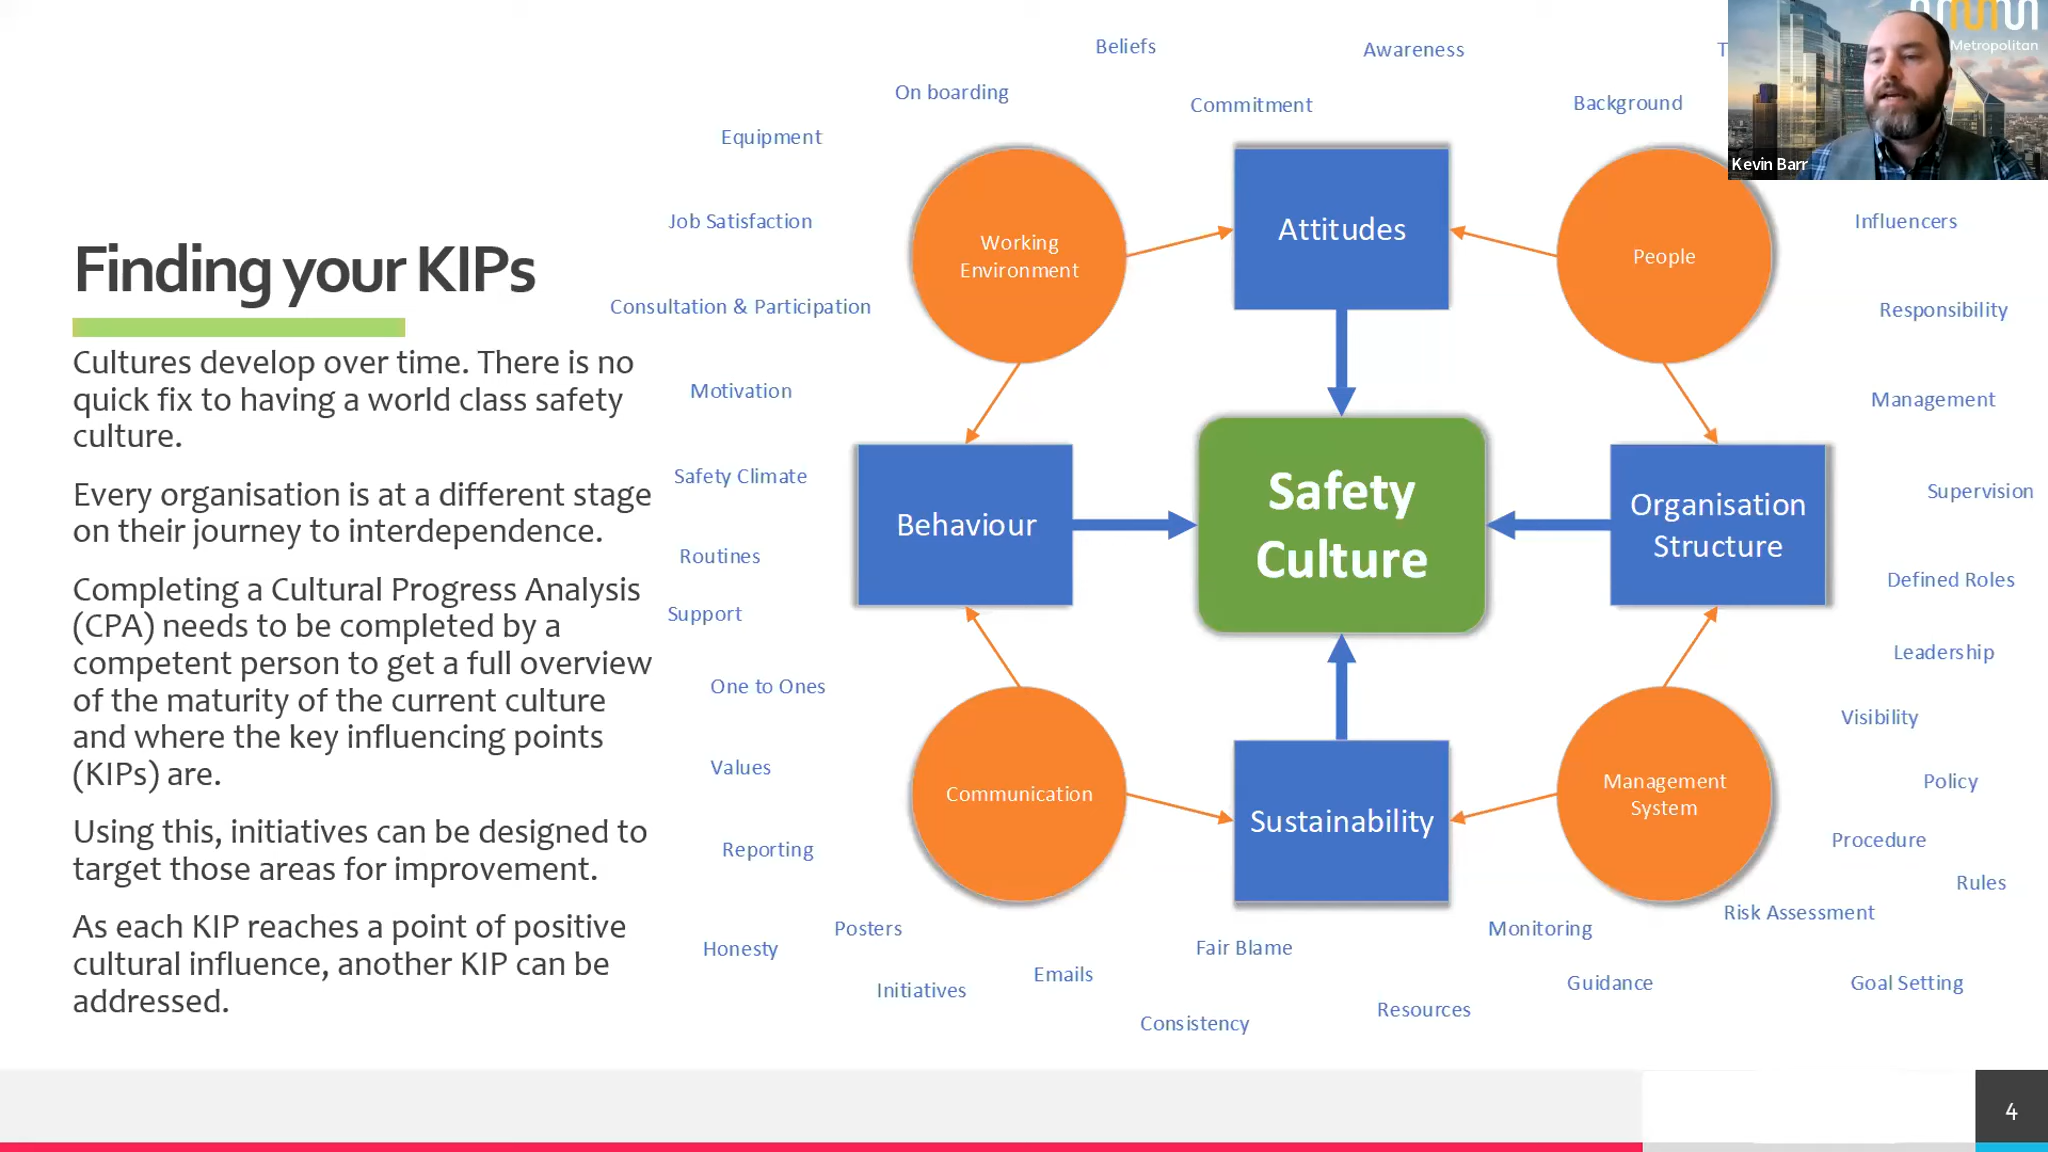 Finding your KIPs
Cultures develop over time. There is no
quick fix to having a world class safety
culture.
Every organisation is at a different stage
on their journey to interdependence.
Completing a Cultural Progress Analysis
(CPA) needs to be completed by a
competent person to get a full overview
of the maturity of the current culture
and where the key influencing points
(KIPs) are.
Using this, initiatives can be designed to
target those areas for improvement.
As each KIP reaches a point of positive
cultural influence, another KIP can be
addressed.
Beliefs
Awareness
On boarding
Commitment
Background
Equipment
Job Satisfaction
Consultation & Participation
Motivation
Safety Climate
Routines
Support
One to Ones
Values
Reporting
Honesty
Posters
Initiatives
Emails
Consistency
Fair Blame
Resources
Monitoring
Guidance
Goal Setting
Risk Assessment
Rules
Procedure
Policy
Visibility
Leadership
Defined Roles
Supervision
Management
Responsibility
Influencers
Working
Environment
Attitudes
People
Behaviour
Safety
Culture
Organisation
Structure
Communication
Sustainability
Management
System
Metropolitan
Kevin Barr
4